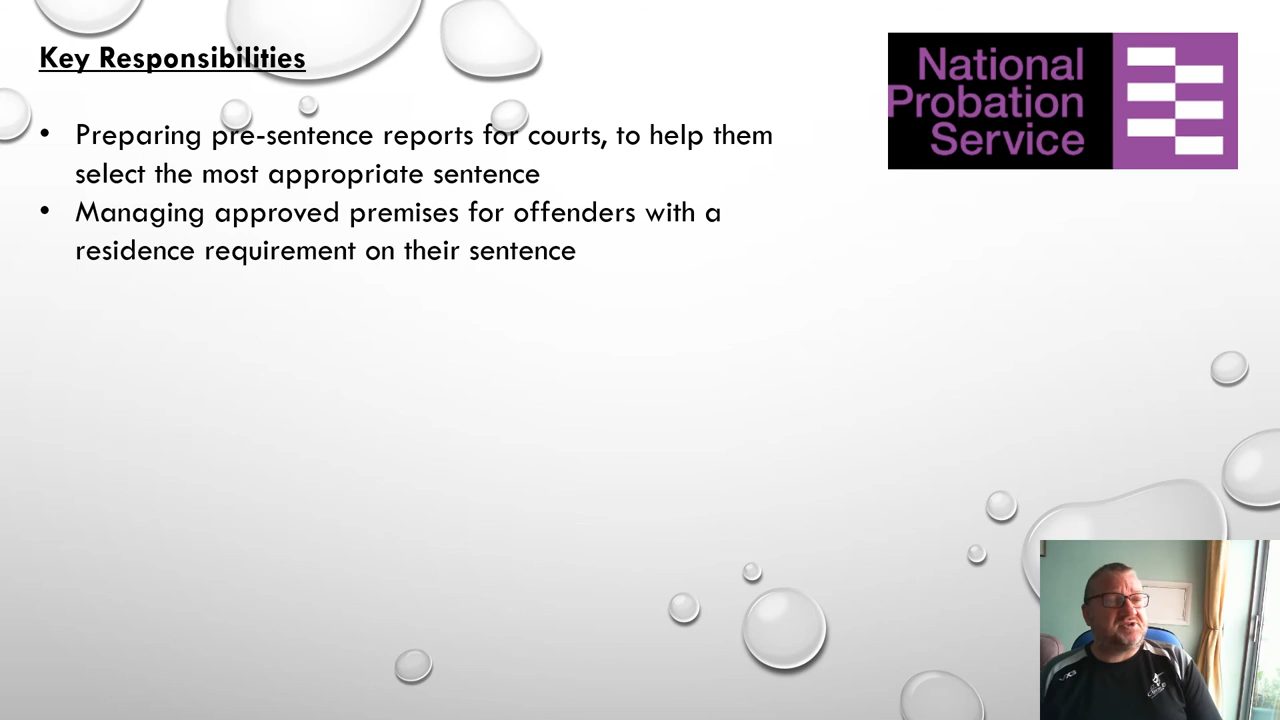 Key Responsibilities
National
Probation
Service
• Preparing pre-sentence reports for courts, to help them
select the most appropriate sentence
• Managing approved premises for offenders with a
residence requirement on their sentence